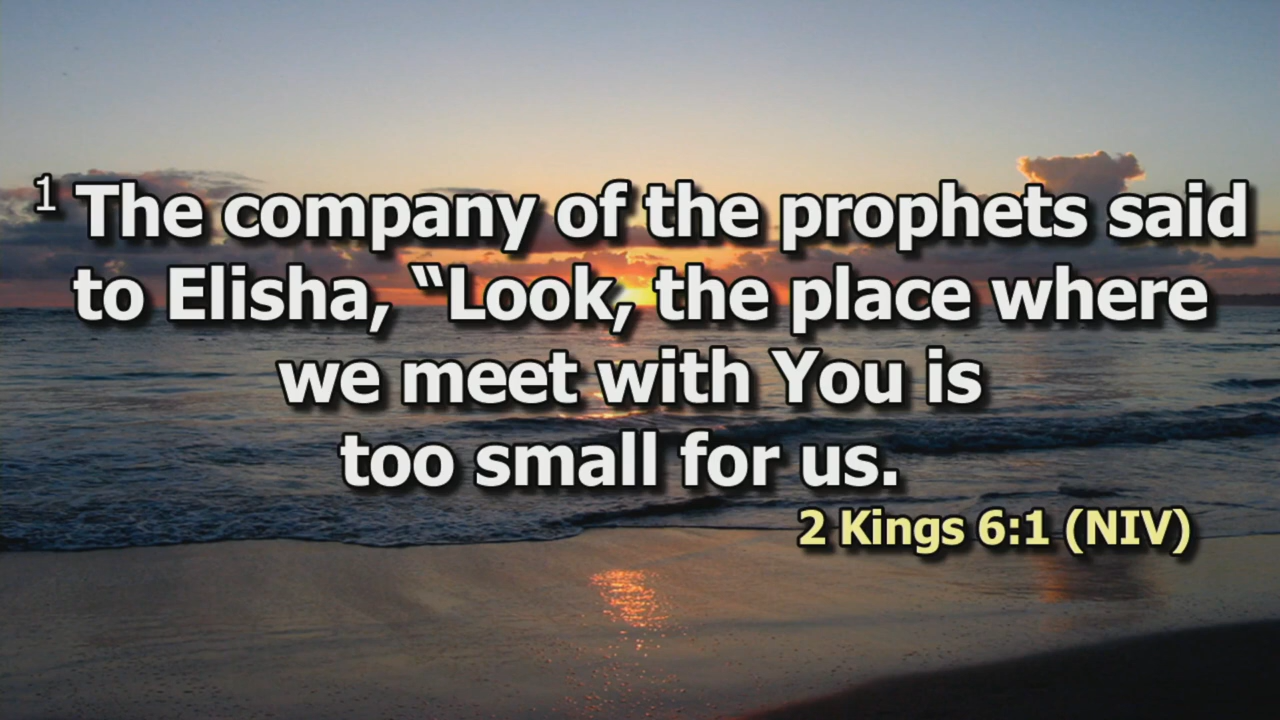 1 The company of the prophets said
to Elisha, “Look, the place where
we meet with You is
too small for us.
2 Kings 6:1 (NIV)